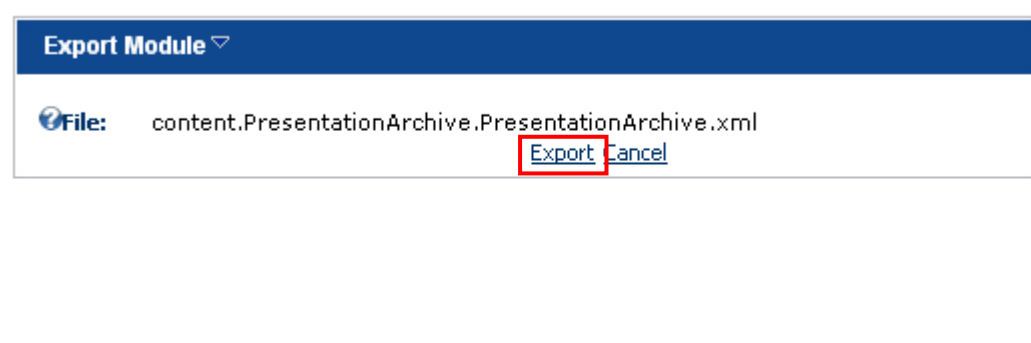 Export Module
File: content.PresentationArchive.PresentationArchive.xml
Export Cancel